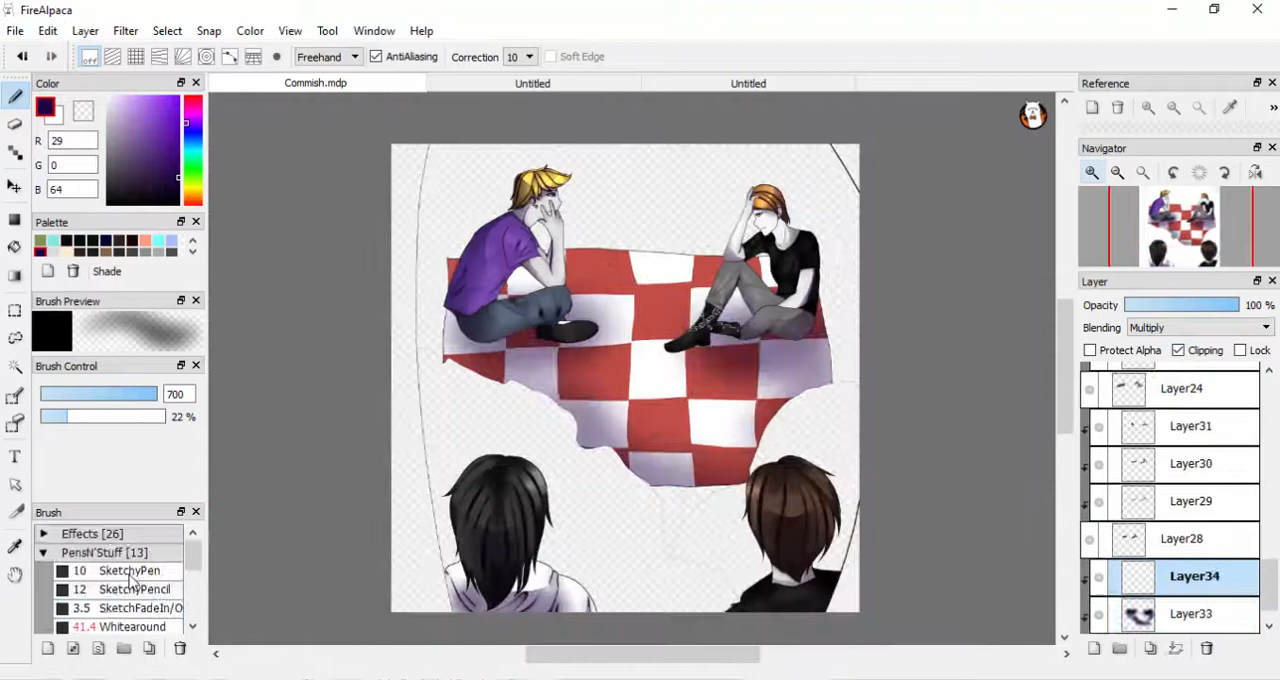 FireAlpaca
File Edit Layer Filter Select Snap Color View Tool Window Help
off Freehand AntiAliasing Correction 10 Soft Edge
Color
Commish.mdp Untitled Untitled
Reference
R 29
G 0
B 64
Navigator
Palette
Shade
Brush Preview
Layer
Opacity 100 %
Blending Multiply
Protect Alpha Clipping Lock
Brush Control
700
22 %
Layer24
Layer31
Layer30
Layer29
Layer28
Layer34
Layer33
Brush
Effects [26]
PensN'Stuff [13]
10 SketchyPen
12 SketchyPencil
3.5 SketchFadeIn/O
41.4 Whitearound